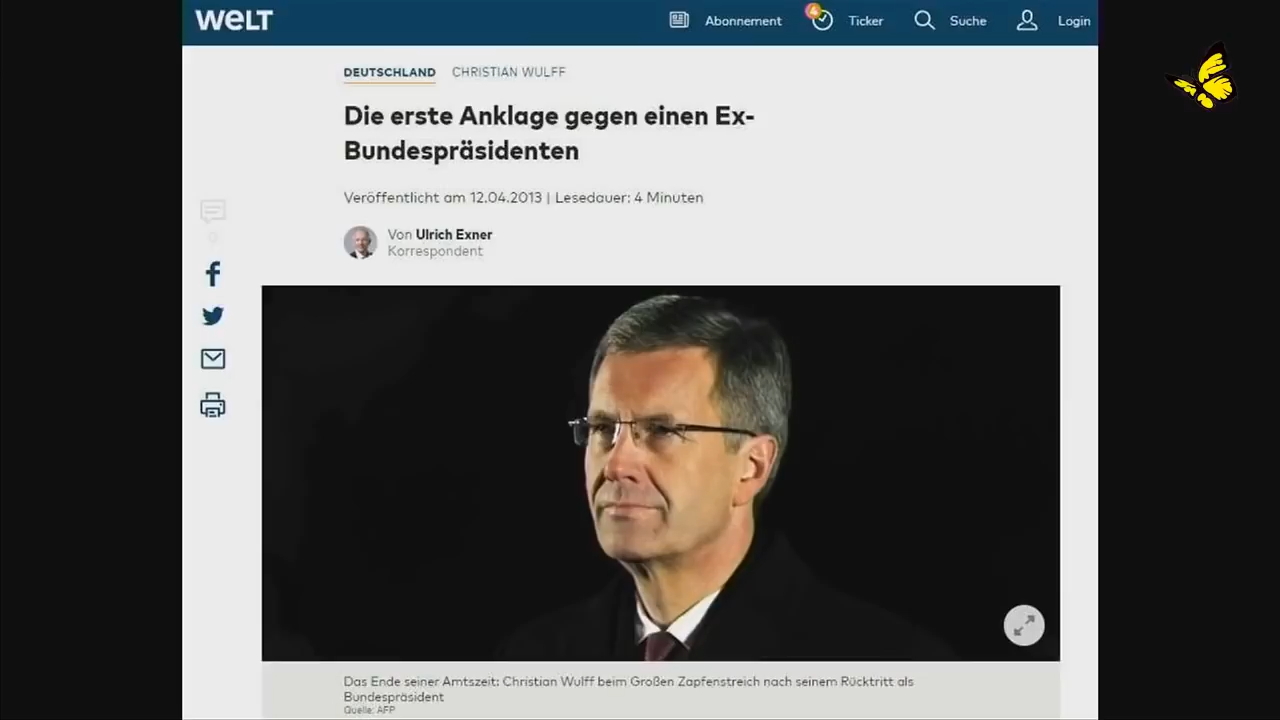 WELT
Abonnement
4
Ticker
Suche
Login
DEUTSCHLAND CHRISTIAN WULFF
Die erste Anklage gegen einen Ex-
Bundespräsidenten
Veröffentlicht am 12.04.2013 | Lesedauer: 4 Minuten
0
Von Ulrich Exner
Korrespondent
Das Ende seiner Amtszeit: Christian Wulff beim Großen Zapfenstreich nach seinem Rücktritt als
Bundespräsident
Quelle: AFP